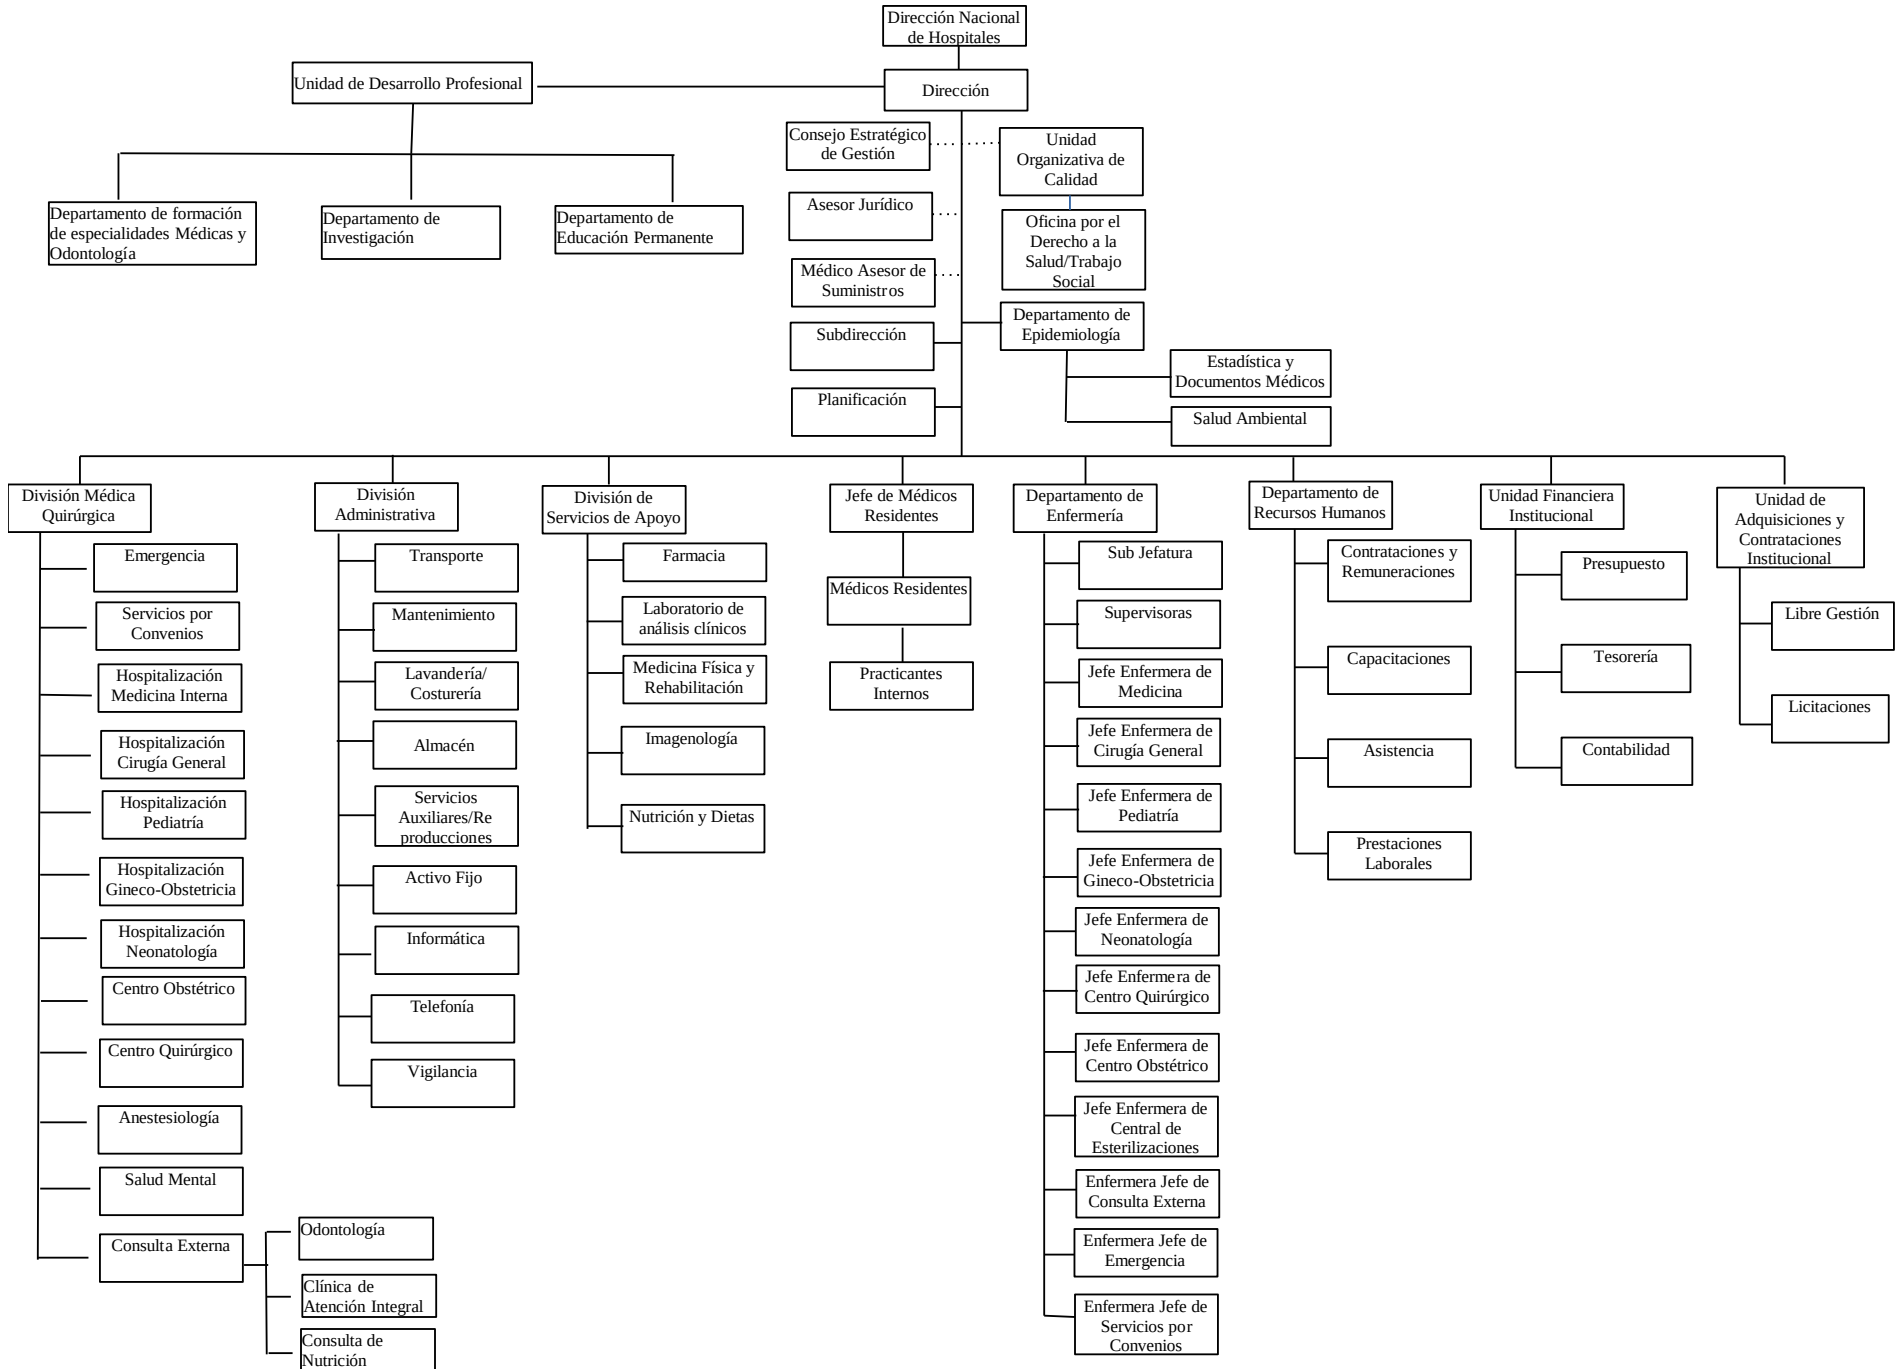 Dirección Nacional
de Hospitales
Unidad de Desarrollo Profesional
Dirección
Consejo Estratégico
de Gestión
Unidad
Organizativa de
Calidad
Departamento de formación
de especialidades Médicas y
Odontología
Departamento de
Investigación
Departamento de
Educación Permanente
Asesor Jurídico
Oficina por el
Derecho a la
Salud/Trabajo
Social
Médico Asesor de
Suministros
Departamento de
Epidemiología
Subdirección
Estadística y
Documentos Médicos
Planificación
Salud Ambiental
División Médica
Quirúrgica
Emergencia
Servicios por
Convenios
Hospitalización
Medicina Interna
Hospitalización
Cirugía General
Hospitalización
Pediatría
Hospitalización
Gineco-Obstetricia
Hospitalización
Neonatología
Centro Obstétrico
Centro Quirúrgico
Anestesiología
Salud Mental
Consulta Externa
Odontología
Clínica de
Atención Integral
Consulta de
Nutrición
División
Administrativa
Transporte
Mantenimiento
Lavandería/
Costurería
Almacén
Servicios
Auxiliares/Re
producciones
Activo Fijo
Informática
Telefonía
Vigilancia
División de
Servicios de Apoyo
Farmacia
Laboratorio de
análisis clínicos
Medicina Física y
Rehabilitación
Imagenología
Nutrición y Dietas
Jefe de Médicos
Residentes
Médicos Residentes
Practicantes
Internos
Departamento de
Enfermería
Sub Jefatura
Supervisoras
Jefe Enfermera de
Medicina
Jefe Enfermera de
Cirugía General
Jefe Enfermera de
Pediatría
Jefe Enfermera de
Gineco-Obstetricia
Jefe Enfermera de
Neonatología
Jefe Enfermera de
Centro Quirúrgico
Jefe Enfermera de
Centro Obstétrico
Jefe Enfermera de
Central de
Esterilizaciones
Enfermera Jefe de
Consulta Externa
Enfermera Jefe de
Emergencia
Enfermera Jefe de
Servicios por
Convenios
Departamento de
Recursos Humanos
Contrataciones y
Remuneraciones
Capacitaciones
Asistencia
Prestaciones
Laborales
Unidad Financiera
Institucional
Presupuesto
Tesorería
Contabilidad
Unidad de
Adquisiciones y
Contrataciones
Institucional
Libre Gestión
Licitaciones